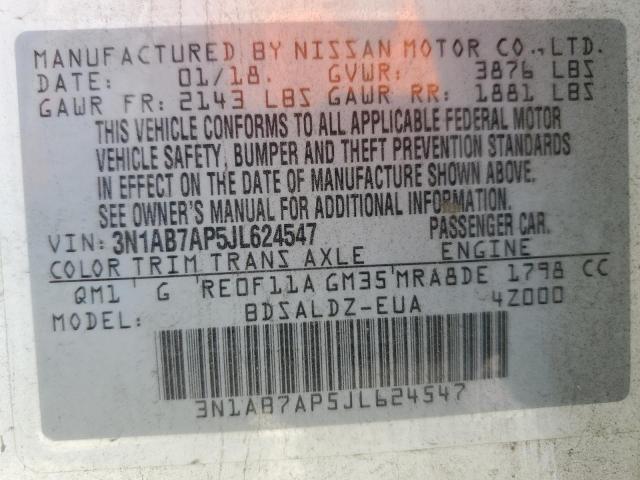 MANUFACTURED BY NISSAN MOTOR CO., LTD.
DATE: 01/18. GVWR: 3876 LBS
GAWR FR: 2143 LBS GAWR RR: 1881 LBS
THIS VEHICLE CONFORMS TO ALL APPLICABLE FEDERAL MOTOR
VEHICLE SAFETY, BUMPER AND THEFT PREVENTION STANDARDS
IN EFFECT ON THE DATE OF MANUFACTURE SHOWN ABOVE.
SEE OWNER'S MANUAL FOR ADDITIONAL INFORMATION.
VIN: 3N1AB7AP5JL624547 PASSENGER CAR.
COLOR TRIM TRANS AXLE ENGINE
QM1 G RE0F11A GM35 MRA8DE 1798 CC
MODEL: BDSALDZ-EUA 4Z000
3N1AB7AP5JL624547